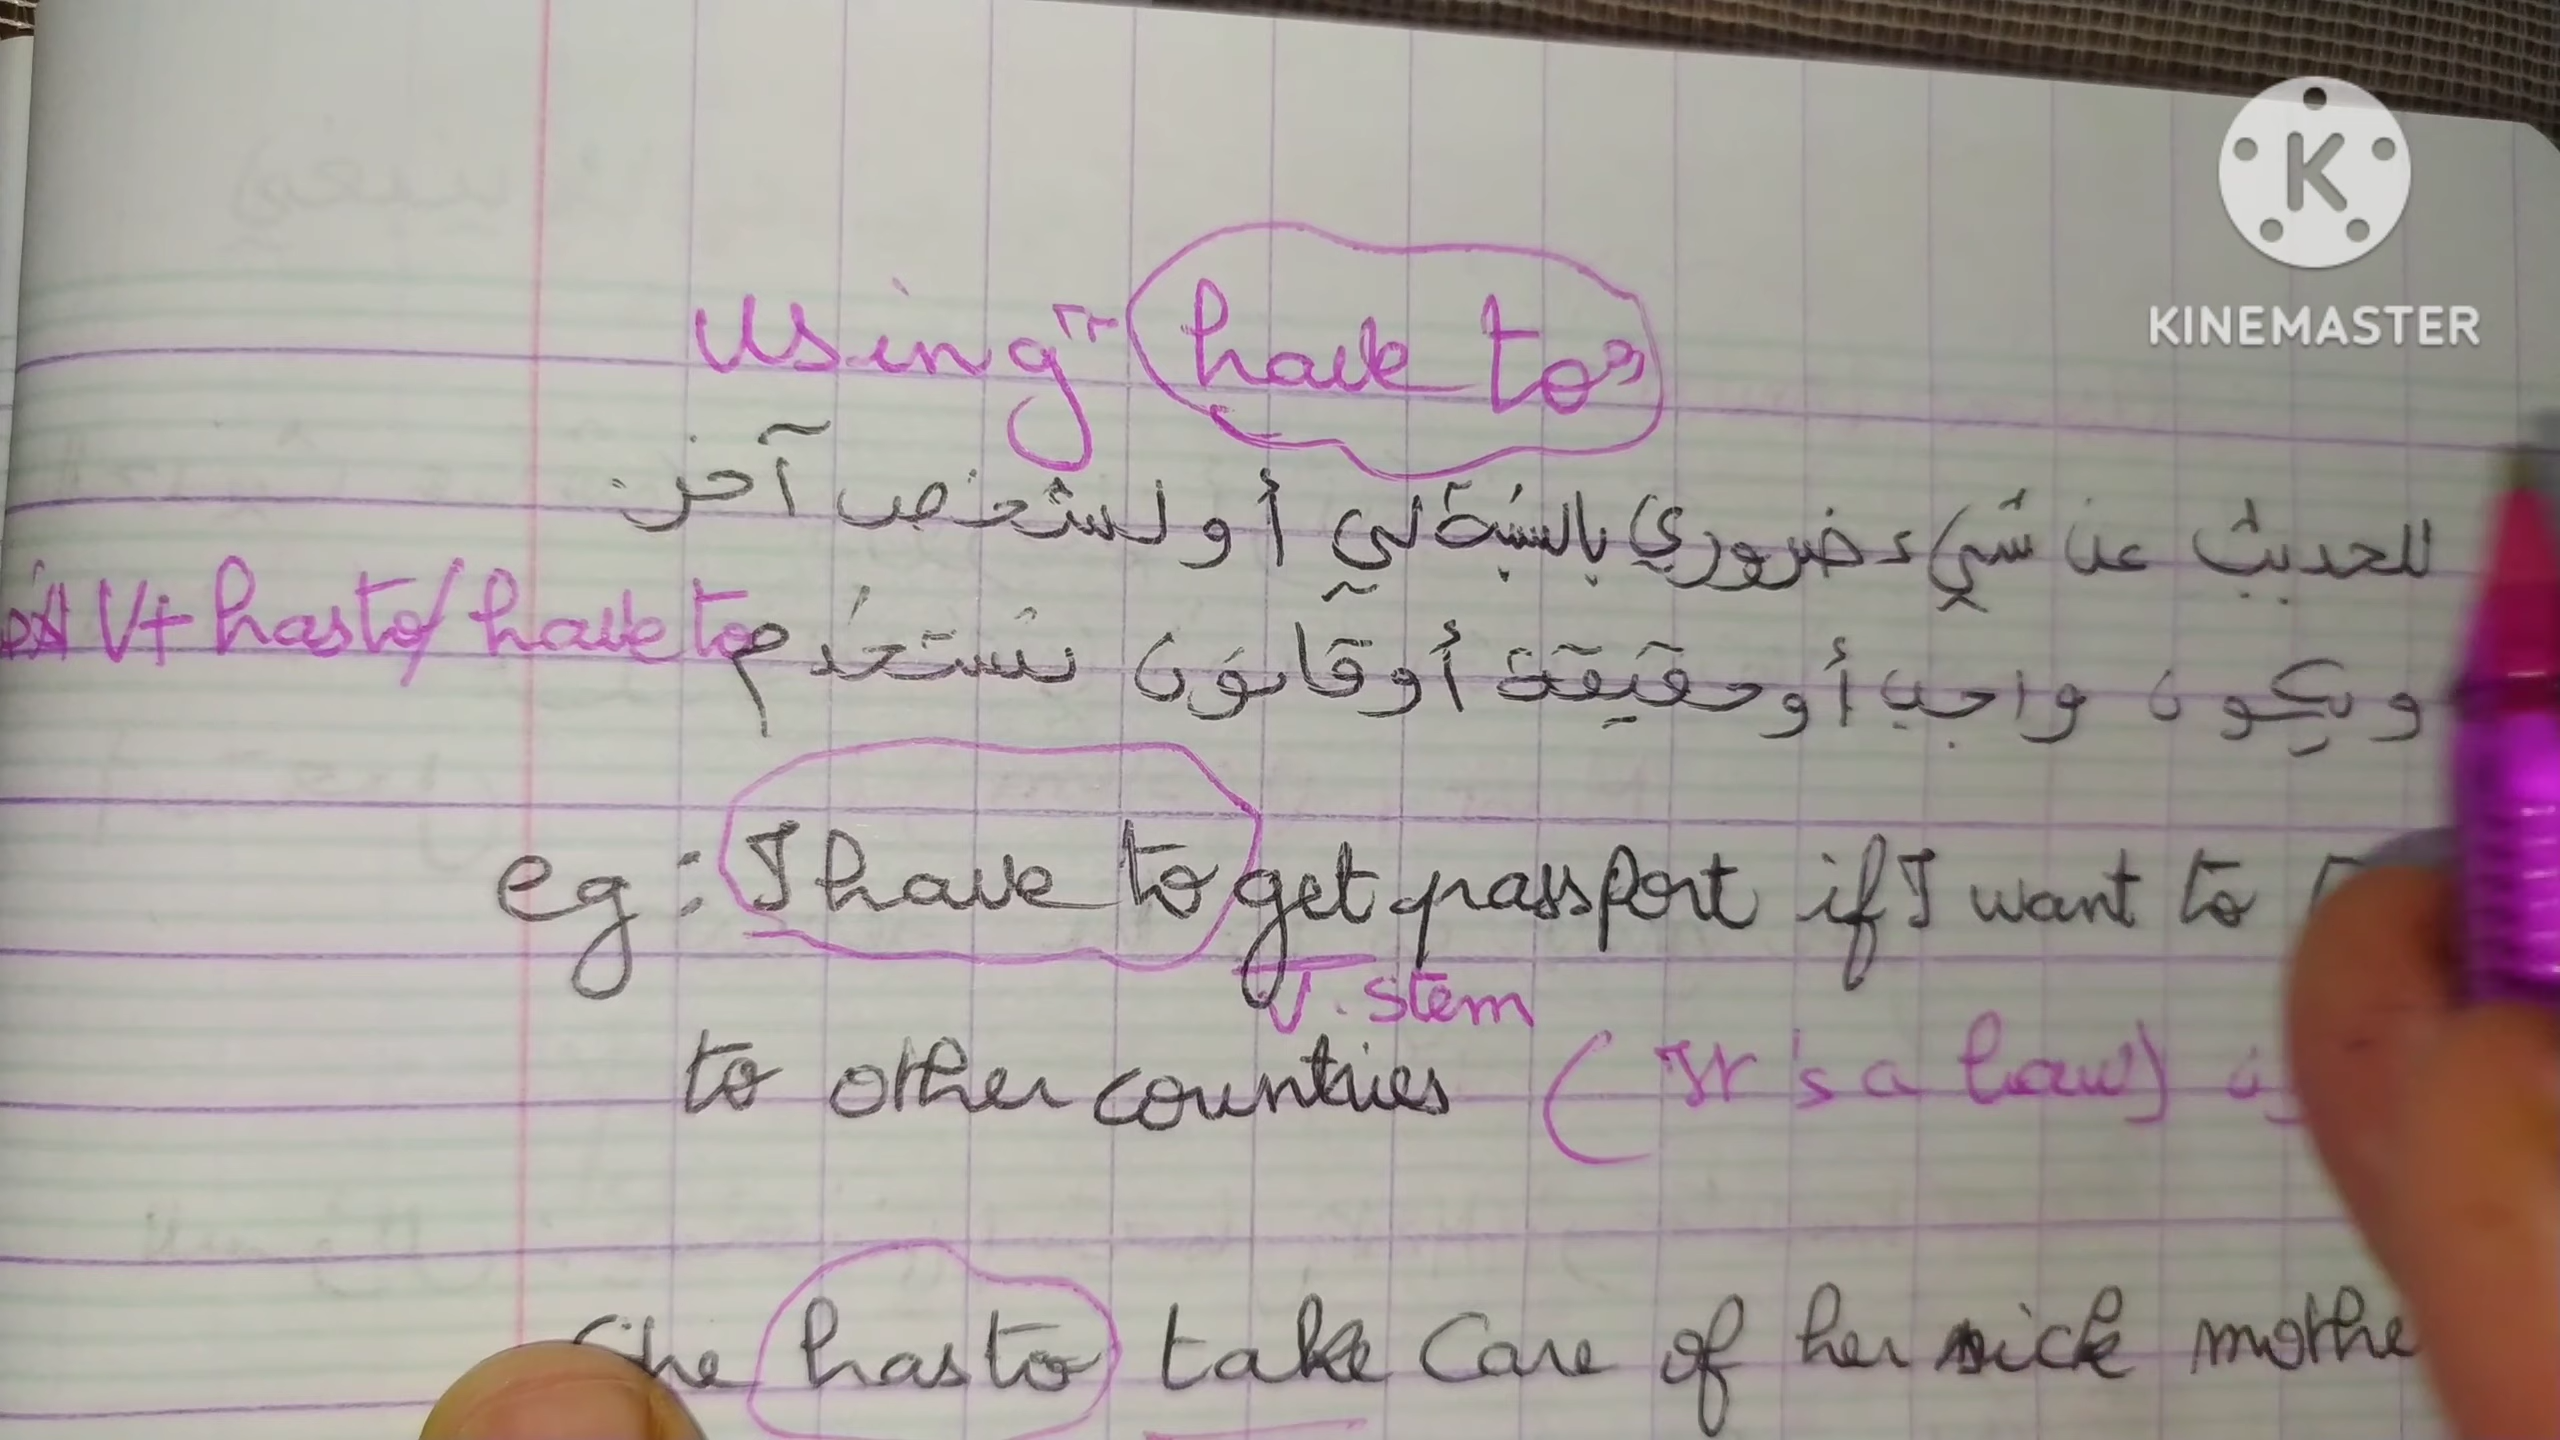 KINEMASTER
Using "have to"
للحديث عن شيء ضروري بالنسبة لي أو لشخص آخر.
ويكون واجب أو حقيقة أو قانون نستخدم
V+ has to/have to
eg: I have to get passport if I want to
V. stem
to other countries (It's a law)
She has to take Care of her sick mothe